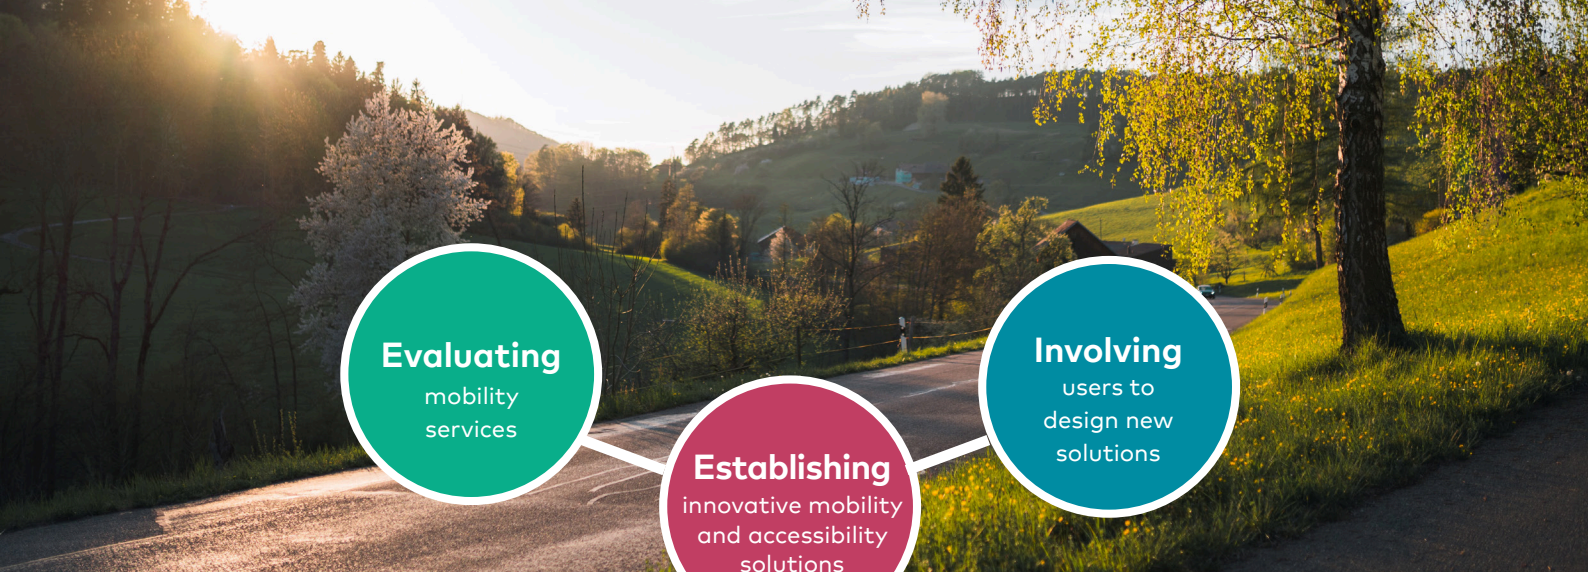 Evaluating
mobility
services
Establishing
innovative mobility
and accessibility
solutions
Involving
users to
design new
solutions